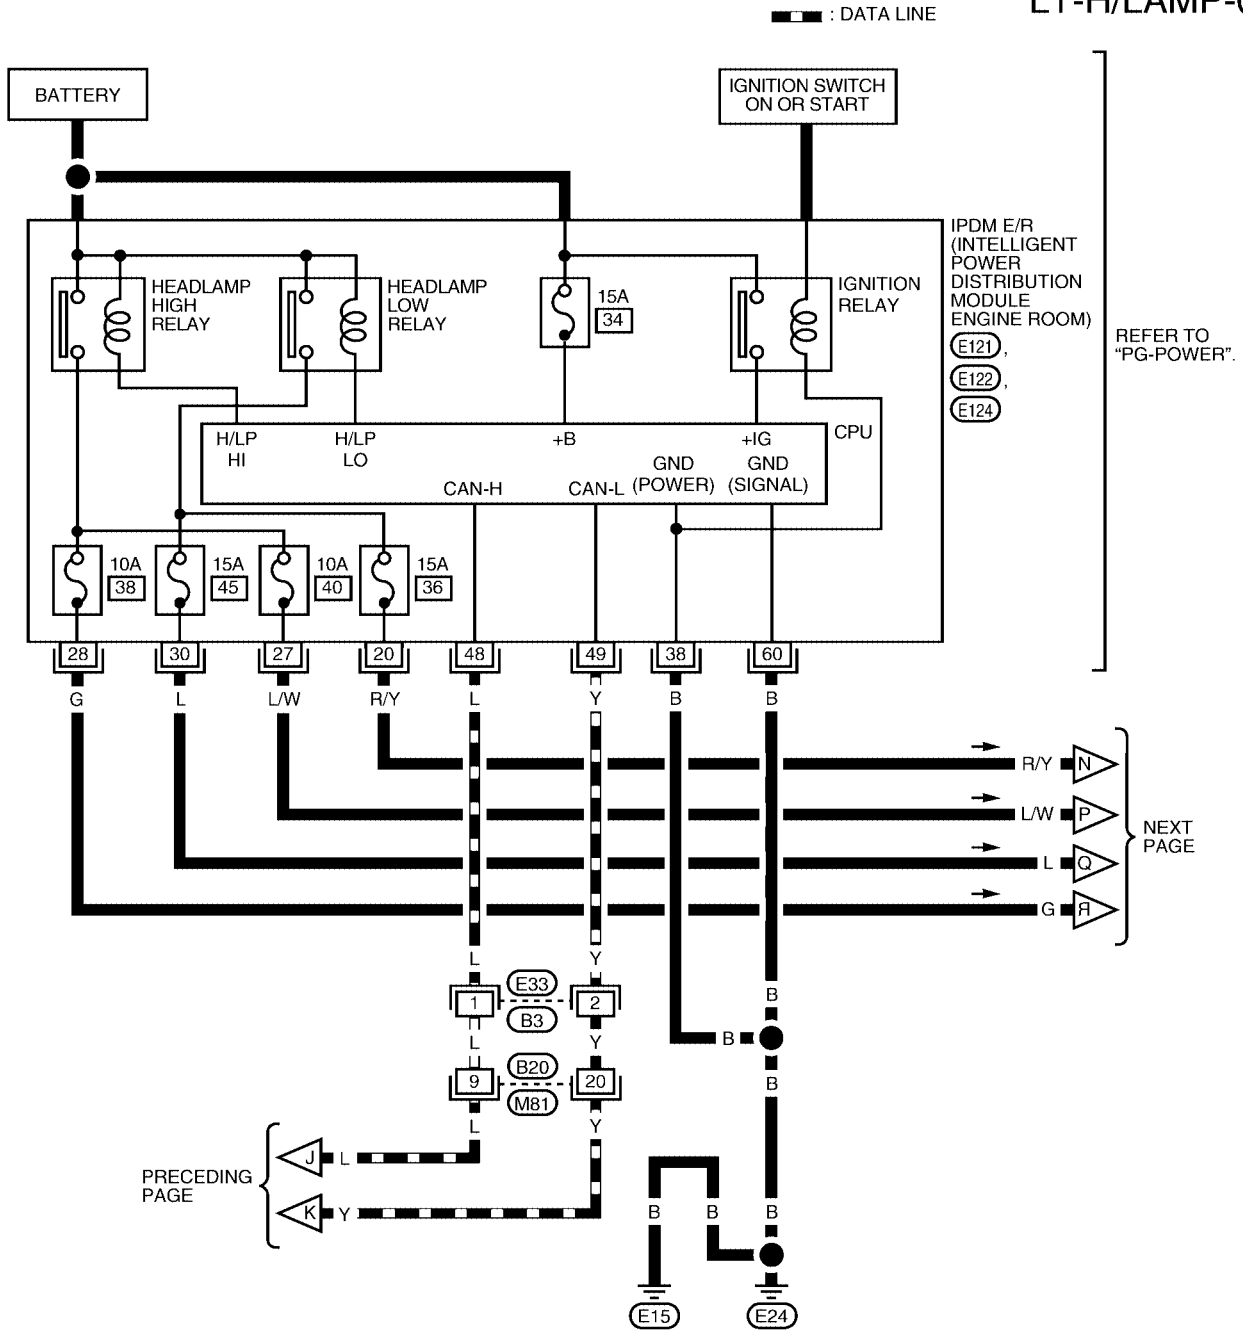 : DATA LINE
BATTERY
IGNITION SWITCH
ON OR START
IPDM E/R
(INTELLIGENT
POWER
DISTRIBUTION
MODULE
ENGINE ROOM)
E121 ,
E122 ,
E124
REFER TO
"PG-POWER".
HEADLAMP
HIGH
RELAY
HEADLAMP
LOW
RELAY
15A
34
IGNITION
RELAY
H/LP
HI
H/LP
LO
+B
+IG
CPU
CAN-H
CAN-L
GND
(POWER)
GND
(SIGNAL)
10A
38
15A
45
10A
40
15A
36
28 30 27 20 48 49 38 60
G L L/W R/Y L Y B B
R/Y N
L/W P
L Q
G R
NEXT
PAGE
L Y
B
1 E33 2
B3
L Y
B B
9 B20 20
M81
L Y
PRECEDING
PAGE
J L
K Y
B B B
E15 E24